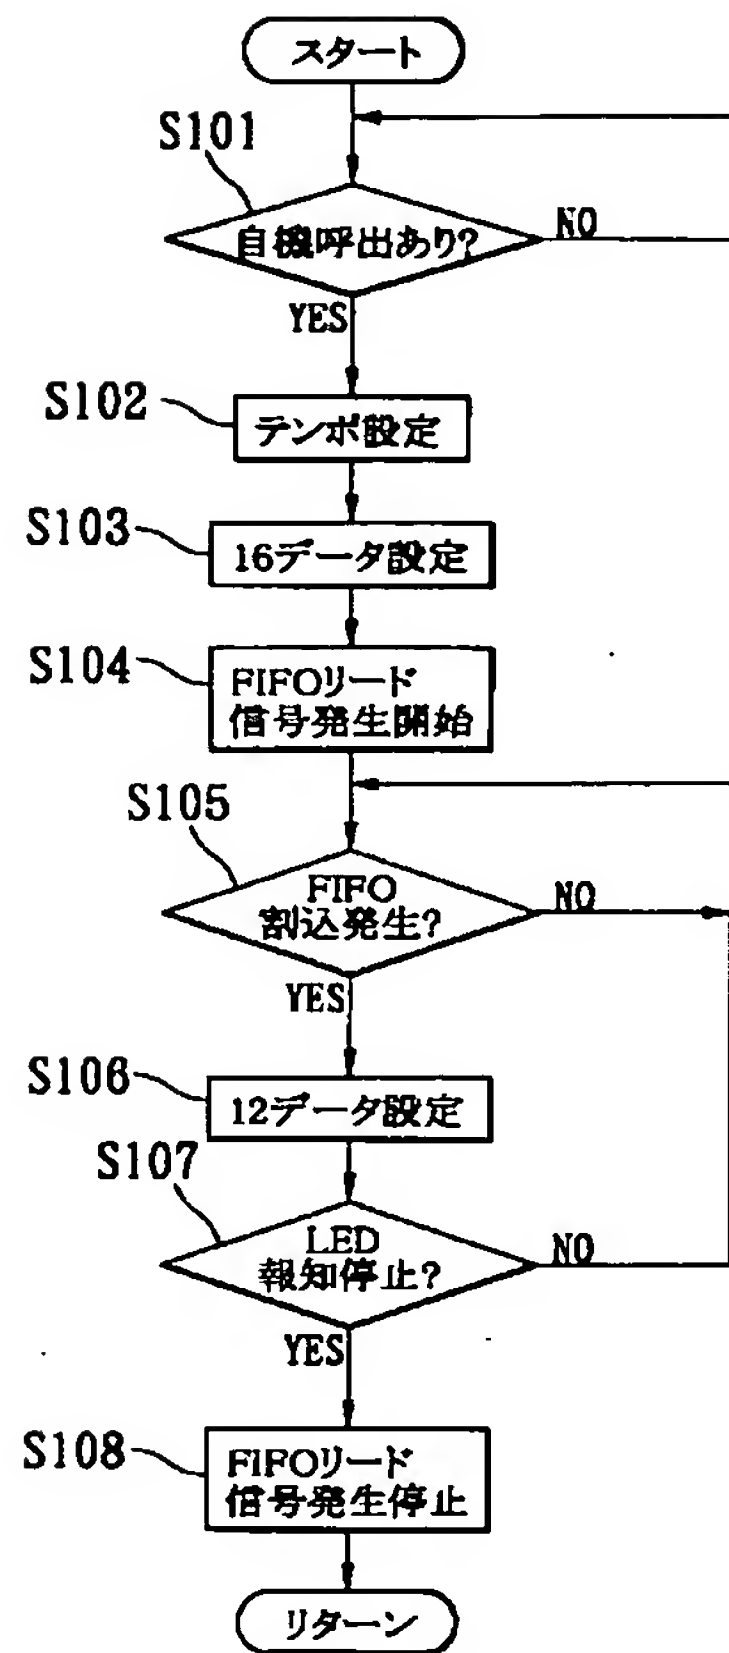 スタート
S101
自機呼出あり?
NO
YES
S102
テンポ設定
S103
16データ設定
S104
FIFOリード
信号発生開始
S105
FIFO
割込発生?
NO
YES
S106
12データ設定
S107
LED
報知停止?
NO
YES
S108
FIFOリード
信号発生停止
リターン